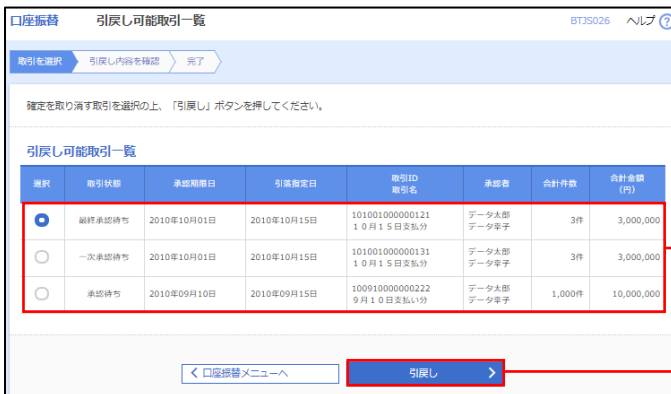 口座振替 引戻し可能取引一覧 BTJS026 ヘルプ ?
取引を選択 引戻し内容を確認 完了
確定を取り消す取引を選択の上、「引戻し」ボタンを押してください。
引戻し可能取引一覧
選択 取引状態 承認期限日 引落指定日 取引ID 取引名 承認者 合計件数 合計金額 (円)
最終承認待ち 2010年10月01日 2010年10月15日 101001000000121 データ太郎 3件 3,000,000
10月15日支払分 データ幸子
一次承認待ち 2010年10月01日 2010年10月15日 101001000000131 データ太郎 3件 3,000,000
10月15日支払分 データ幸子
承認待ち 2010年09月10日 2010年09月15日 100910000000222 データ太郎 1,000件 10,000,000
9月10日支払い分 データ幸子
口座振替メニューへ 引戻し